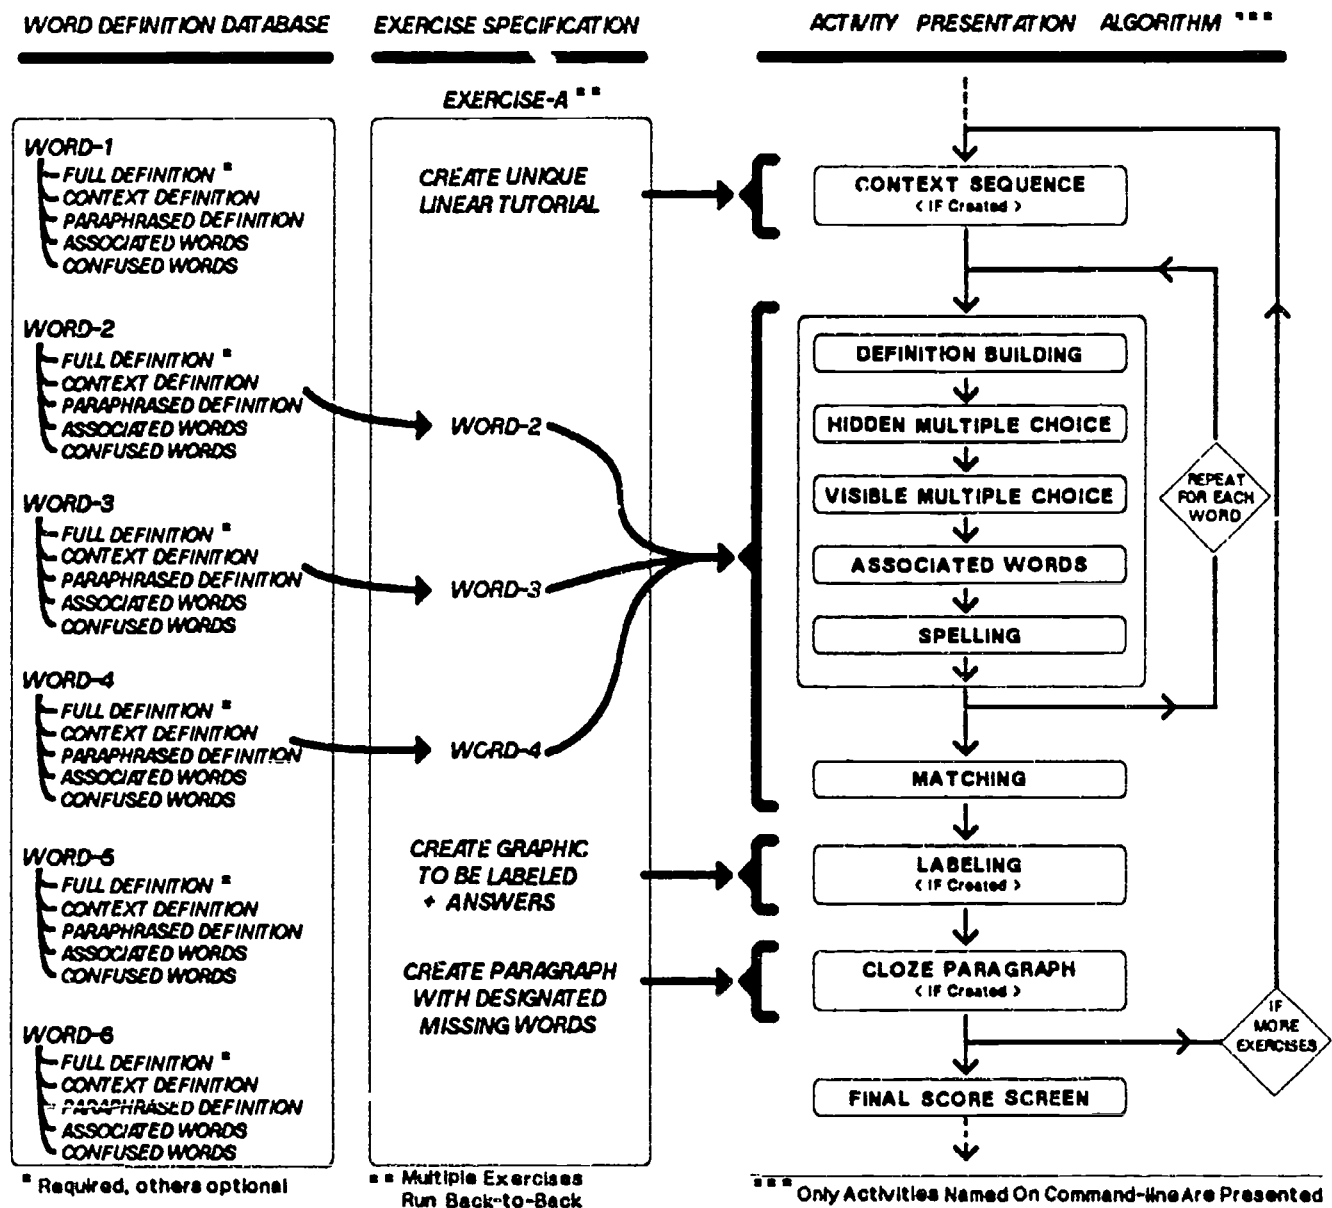 WORD DEFINITION DATABASE
WORD-1
FULL DEFINITION *
CONTEXT DEFINITION
PARAPHRASED DEFINITION
ASSOCIATED WORDS
CONFUSED WORDS
WORD-2
FULL DEFINITION *
CONTEXT DEFINITION
PARAPHRASED DEFINITION
ASSOCIATED WORDS
CONFUSED WORDS
WORD-3
FULL DEFINITION *
CONTEXT DEFINITION
PARAPHRASED DEFINITION
ASSOCIATED WORDS
CONFUSED WORDS
WORD-4
FULL DEFINITION *
CONTEXT DEFINITION
PARAPHRASED DEFINITION
ASSOCIATED WORDS
CONFUSED WORDS
WORD-5
FULL DEFINITION *
CONTEXT DEFINITION
PARAPHRASED DEFINITION
ASSOCIATED WORDS
CONFUSED WORDS
WORD-6
FULL DEFINITION *
CONTEXT DEFINITION
PARAPHRASED DEFINITION
ASSOCIATED WORDS
CONFUSED WORDS
* Required, others optional
EXERCISE SPECIFICATION
EXERCISE-A **
CREATE UNIQUE
LINEAR TUTORIAL
WORD-2
WORD-3
WORD-4
CREATE GRAPHIC
TO BE LABELED
+ ANSWERS
CREATE PARAGRAPH
WITH DESIGNATED
MISSING WORDS
** Multiple Exercises
Run Back-to-Back
ACTIVITY PRESENTATION ALGORITHM ***
CONTEXT SEQUENCE
< IF Created >
DEFINITION BUILDING
HIDDEN MULTIPLE CHOICE
VISIBLE MULTIPLE CHOICE
ASSOCIATED WORDS
SPELLING
REPEAT
FOR EACH
WORD
MATCHING
LABELING
< IF Created >
CLOZE PARAGRAPH
< IF Created >
IF
MORE
EXERCISES
FINAL SCORE SCREEN
*** Only Activities Named On Command-line Are Presented